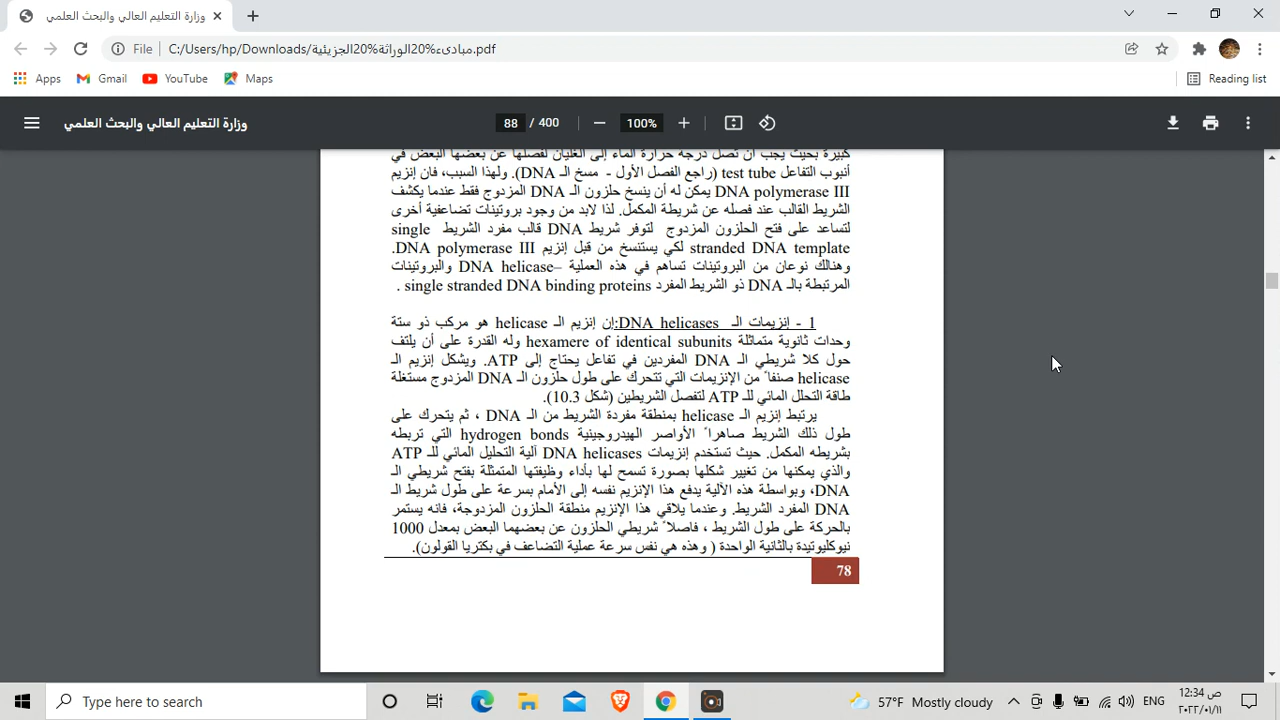 وزارة التعليم العالي والبحث العلمي
File C:/Users/hp/Downloads/مبادىء%20الوراثة%20الجزيئية.pdf
Apps Gmail YouTube Maps Reading list
وزارة التعليم العالي والبحث العلمي 88 / 400 100%
كبيرة بحيث يجب ان تصل درجة حرارة الماء إلى الغليان لفصلها عن بعضها البعض في
أنبوب التفاعل test tube (راجع الفصل الأول - مسخ الـ DNA). ولهذا السبب، فان إنزيم
DNA polymerase III يمكن له أن ينسخ حلزون الـ DNA المزدوج فقط عندما يكشف
الشريط القالب عند فصله عن شريطة المكمل. لذا لابد من وجود بروتينات تضاعفية أخرى
لتساعد على فتح الحلزون المزدوج لتوفر شريط DNA قالب مفرد الشريط single
stranded DNA template لكي يستنسخ من قبل إنزيم DNA polymerase III.
وهنالك نوعان من البروتينات تساهم في هذه العملية –DNA helicase والبروتينات
المرتبطة بالـ DNA ذو الشريط المفرد single stranded DNA binding proteins .
1 - إنزيمات الـ DNA helicases:إن إنزيم الـ helicase هو مركب ذو ستة
وحدات ثانوية متماثلة hexamere of identical subunits وله القدرة على أن يلتف
حول كلا شريطي الـ DNA المفردين في تفاعل يحتاج إلى ATP. ويشكل إنزيم الـ
helicase صنفاً من الإنزيمات التي تتحرك على طول حلزون الـ DNA المزدوج مستغلة
طاقة التحلل المائي للـ ATP لتفصل الشريطين (شكل 10.3).
يرتبط إنزيم الـ helicase بمنطقة مفردة الشريط من الـ DNA ، ثم يتحرك على
طول ذلك الشريط صاهراً الأواصر الهيدروجينية hydrogen bonds التي تربطه
بشريطه المكمل. حيث تستخدم إنزيمات DNA helicases آلية التحليل المائي للـ ATP
والذي يمكنها من تغيير شكلها بصورة تسمح لها بأداء وظيفتها المتمثلة بفتح شريطي الـ
DNA، وبواسطة هذه الآلية يدفع هذا الإنزيم نفسه إلى الأمام بسرعة على طول شريط الـ
DNA المفرد الشريط. وعندما يلاقي هذا الإنزيم منطقة الحلزون المزدوجة، فانه يستمر
بالحركة على طول الشريط ، فاصلاً شريطي الحلزون عن بعضهما البعض بمعدل 1000
نيوكليوتيدة بالثانية الواحدة ( وهذه هي نفس سرعة عملية التضاعف في بكتريا القولون).
78
Type here to search 57°F Mostly cloudy ENG ص 12:34
٢٠٢٢/٠١/١١